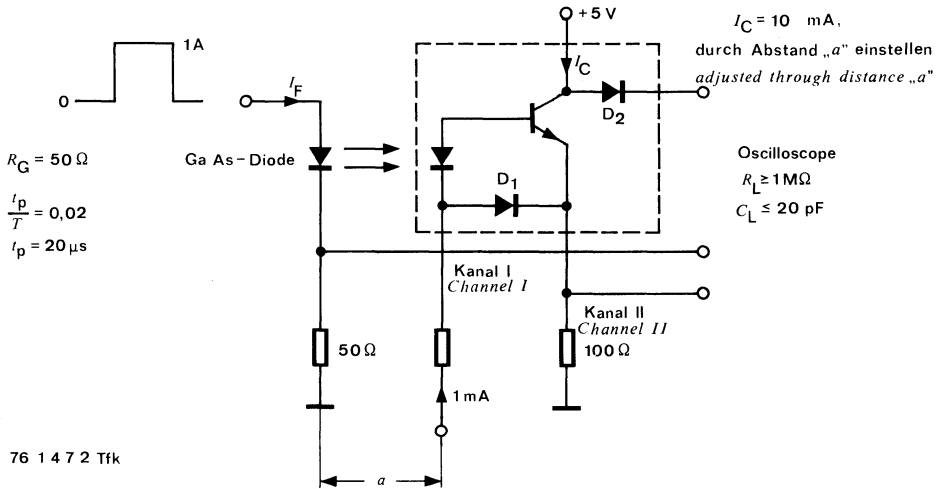 +5 V
I_C = 10 mA,
durch Abstand „a" einstellen
adjusted through distance „a"
1A
0
I_F
I_C
D2
Ga As-Diode
R_G = 50 Ω
t_p/T = 0,02
t_p = 20 μs
D1
Oscilloscope
R_L ≥ 1 MΩ
C_L ≤ 20 pF
Kanal I
Channel I
Kanal II
Channel II
50 Ω
100 Ω
1 mA
76 1 4 7 2 Tfk
a